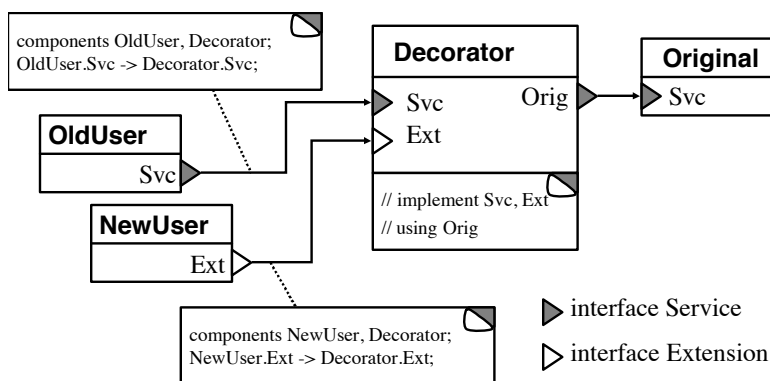 components OldUser, Decorator;
OldUser.Svc -> Decorator.Svc;
Decorator
Svc
Ext
Orig
// implement Svc, Ext
// using Orig
Original
Svc
OldUser
Svc
NewUser
Ext
components NewUser, Decorator;
NewUser.Ext -> Decorator.Ext;
interface Service
interface Extension